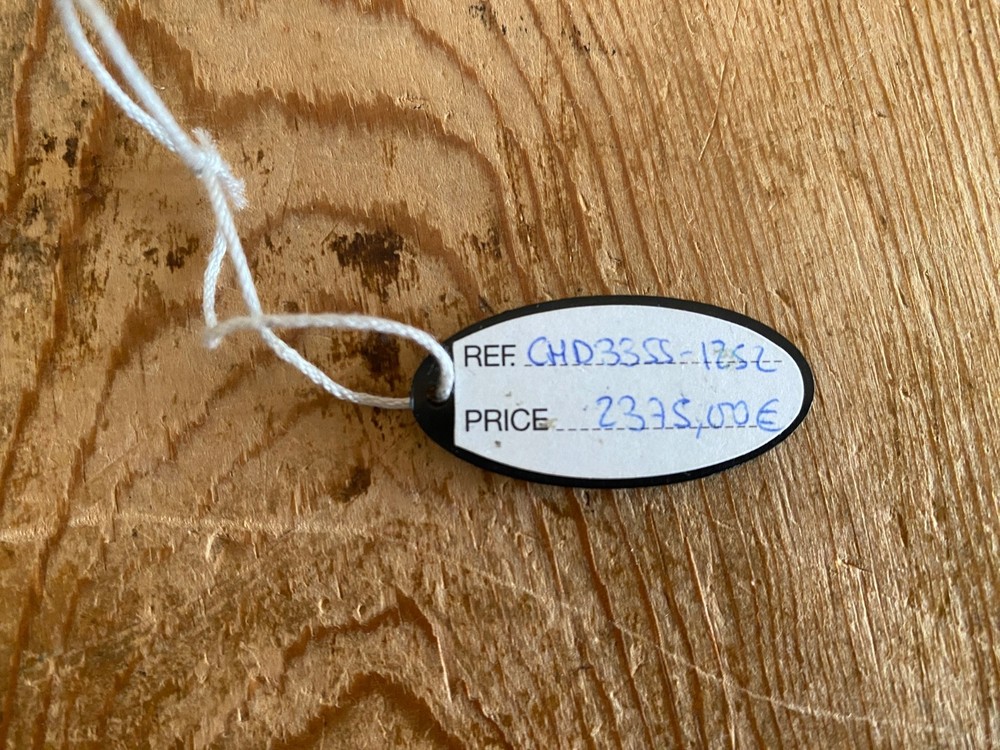 REF. CHD3355-1252
PRICE 2375,00€